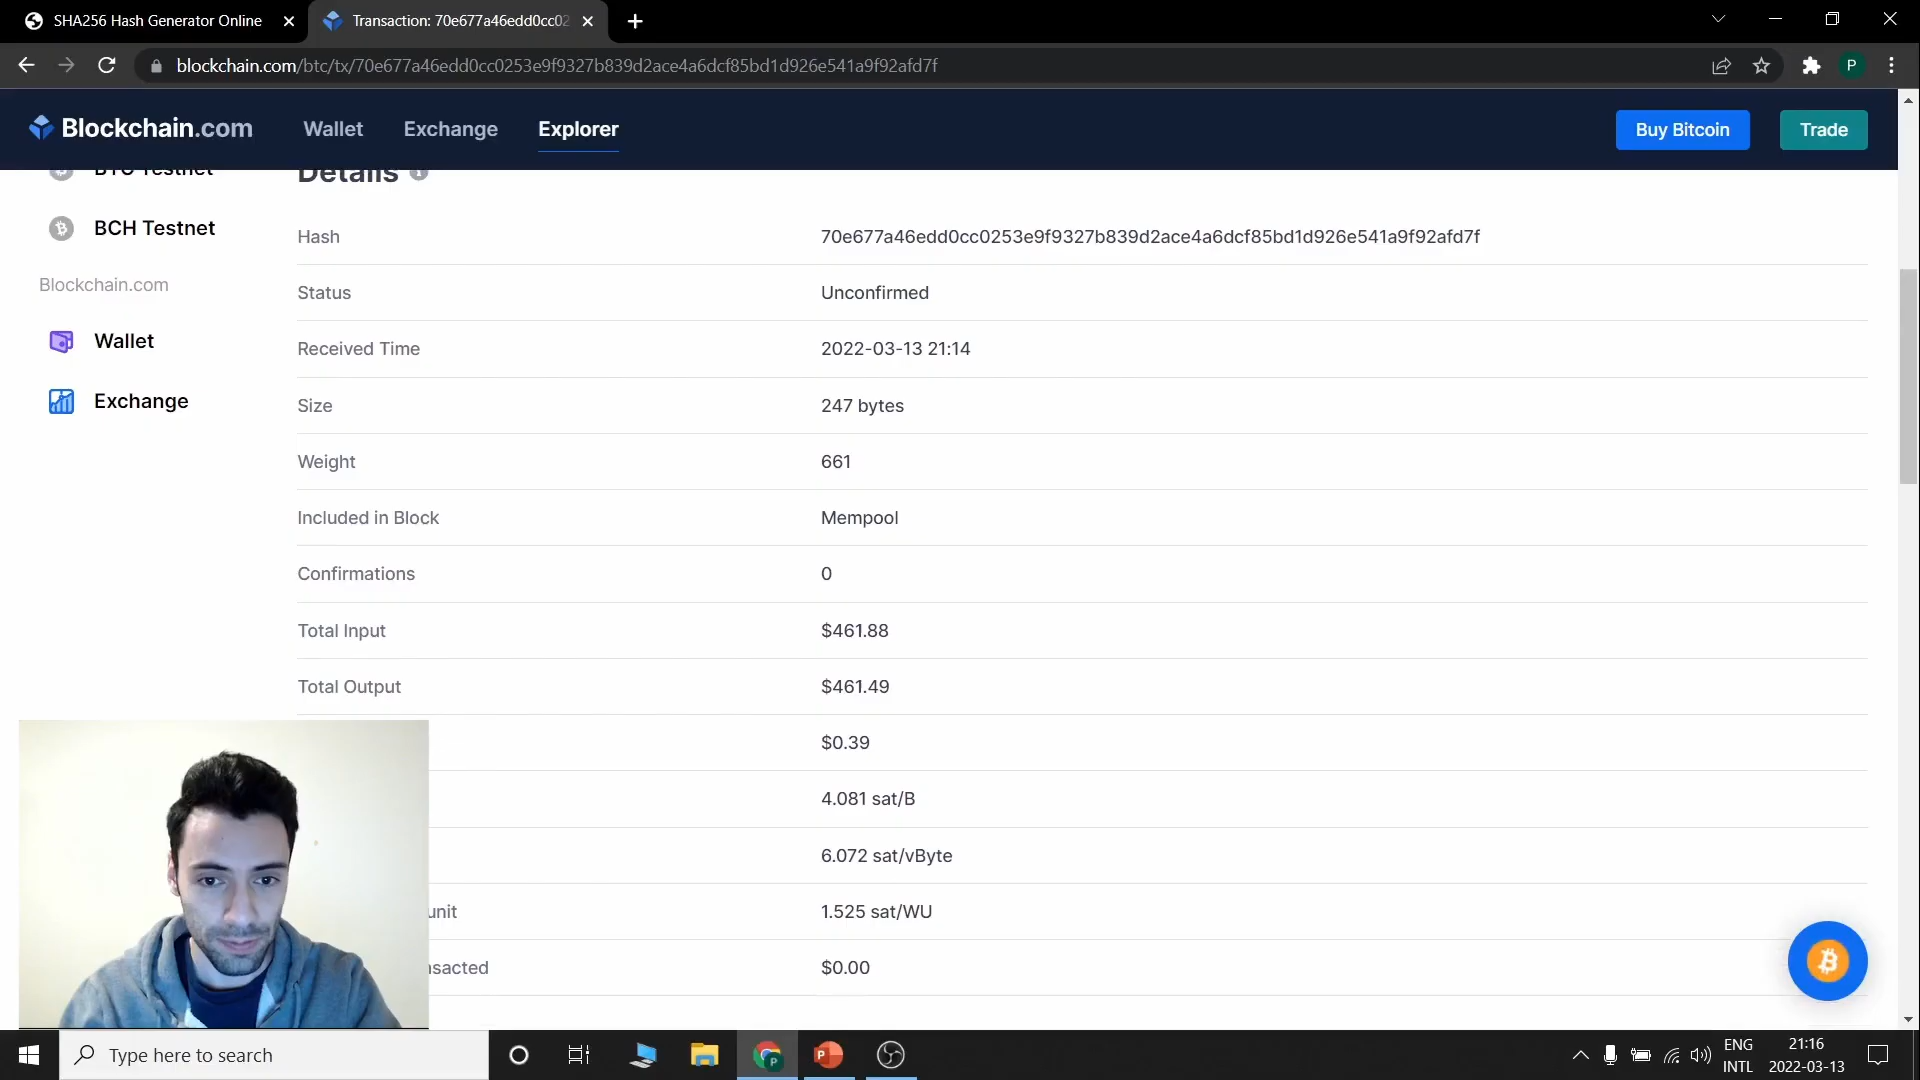 SHA256 Hash Generator Online
Transaction: 70e677a46edd0cc02
blockchain.com/btc/tx/70e677a46edd0cc0253e9f9327b839d2ace4a6dcf85bd1d926e541a9f92afd7f
P
Blockchain.com
Wallet
Exchange
Explorer
Buy Bitcoin
Trade
BTC Testnet
Details
BCH Testnet
Hash
70e677a46edd0cc0253e9f9327b839d2ace4a6dcf85bd1d926e541a9f92afd7f
Blockchain.com
Status
Unconfirmed
Wallet
Received Time
2022-03-13 21:14
Exchange
Size
247 bytes
Weight
661
Included in Block
Mempool
Confirmations
0
Total Input
$461.88
Total Output
$461.49
$0.39
4.081 sat/B
6.072 sat/vByte
unit
1.525 sat/WU
nsacted
$0.00
Type here to search
ENG
INTL
21:16
2022-03-13